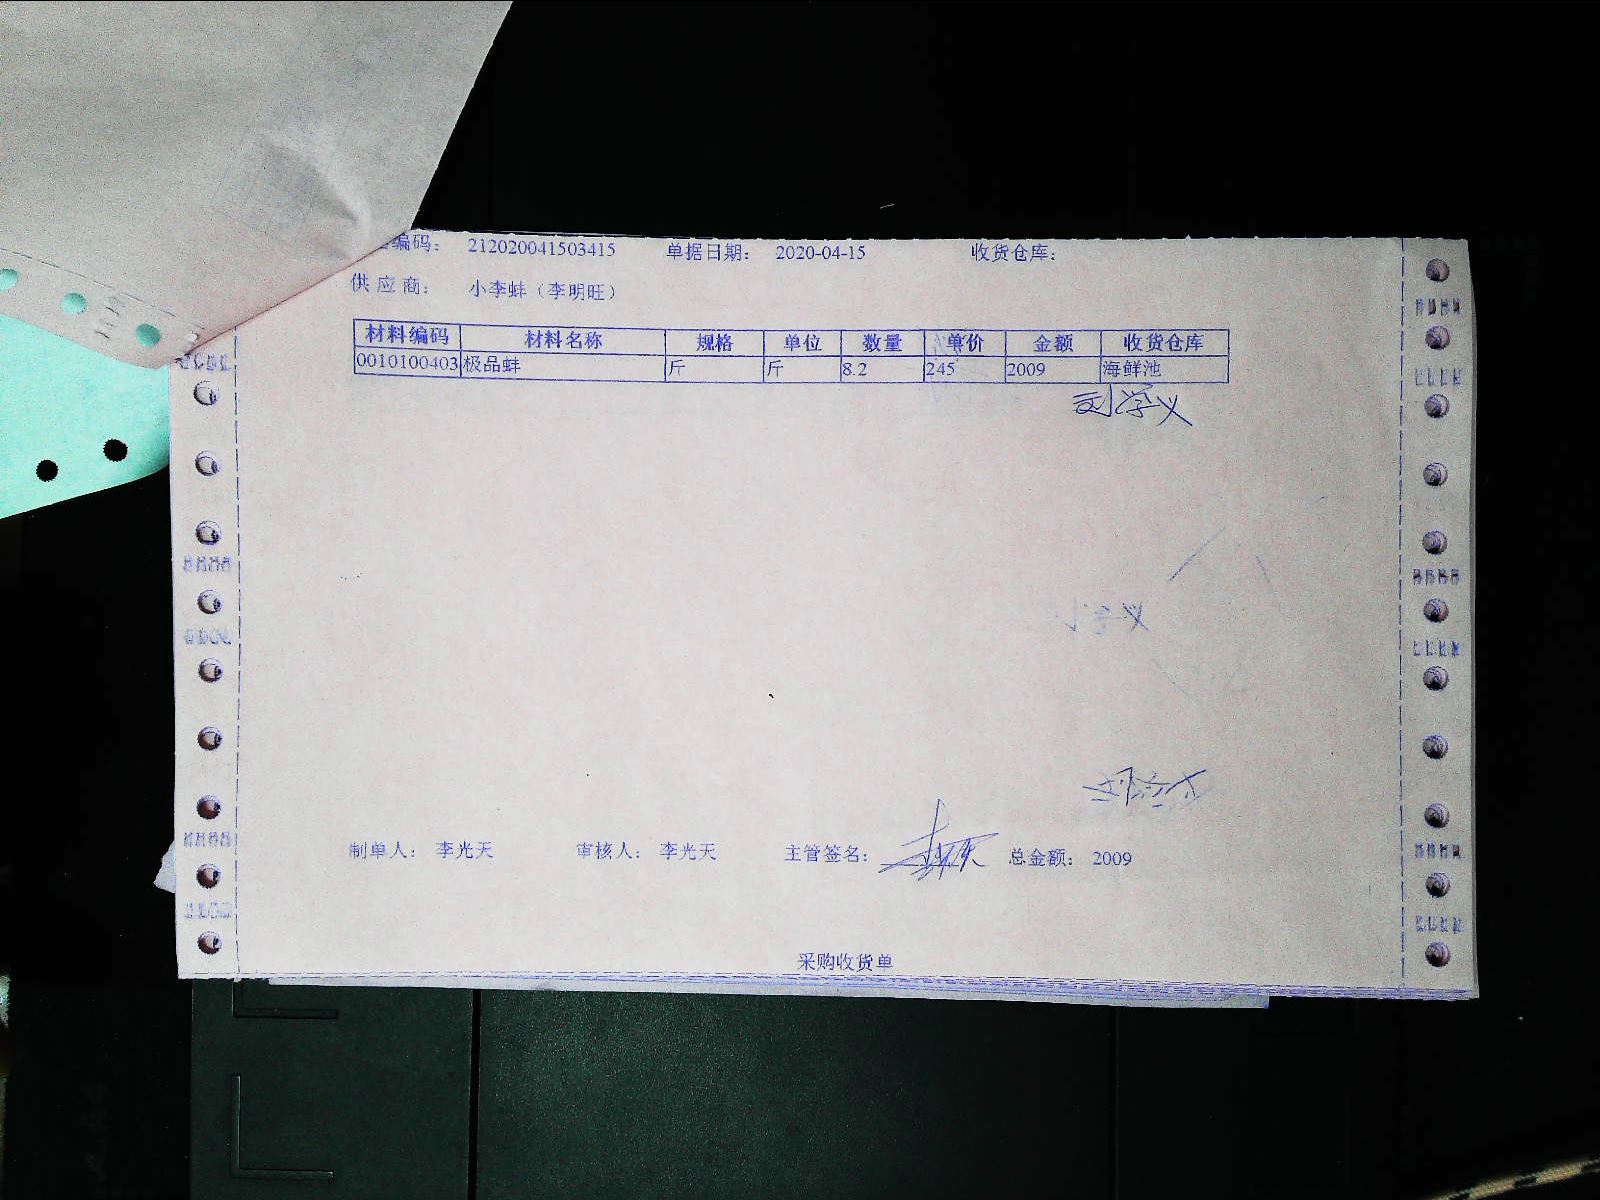 编码： 212020041503415 单据日期： 2020-04-15 收货仓库：
供应商： 小李蚌（李明旺）
材料编码 材料名称 规格 单位 数量 单价 金额 收货仓库
0010100403 极品蚌 斤 斤 8.2 245 2009 海鲜池
刘学义
制单人： 李光天 审核人： 李光天 主管签名： 总金额： 2009
采购收货单